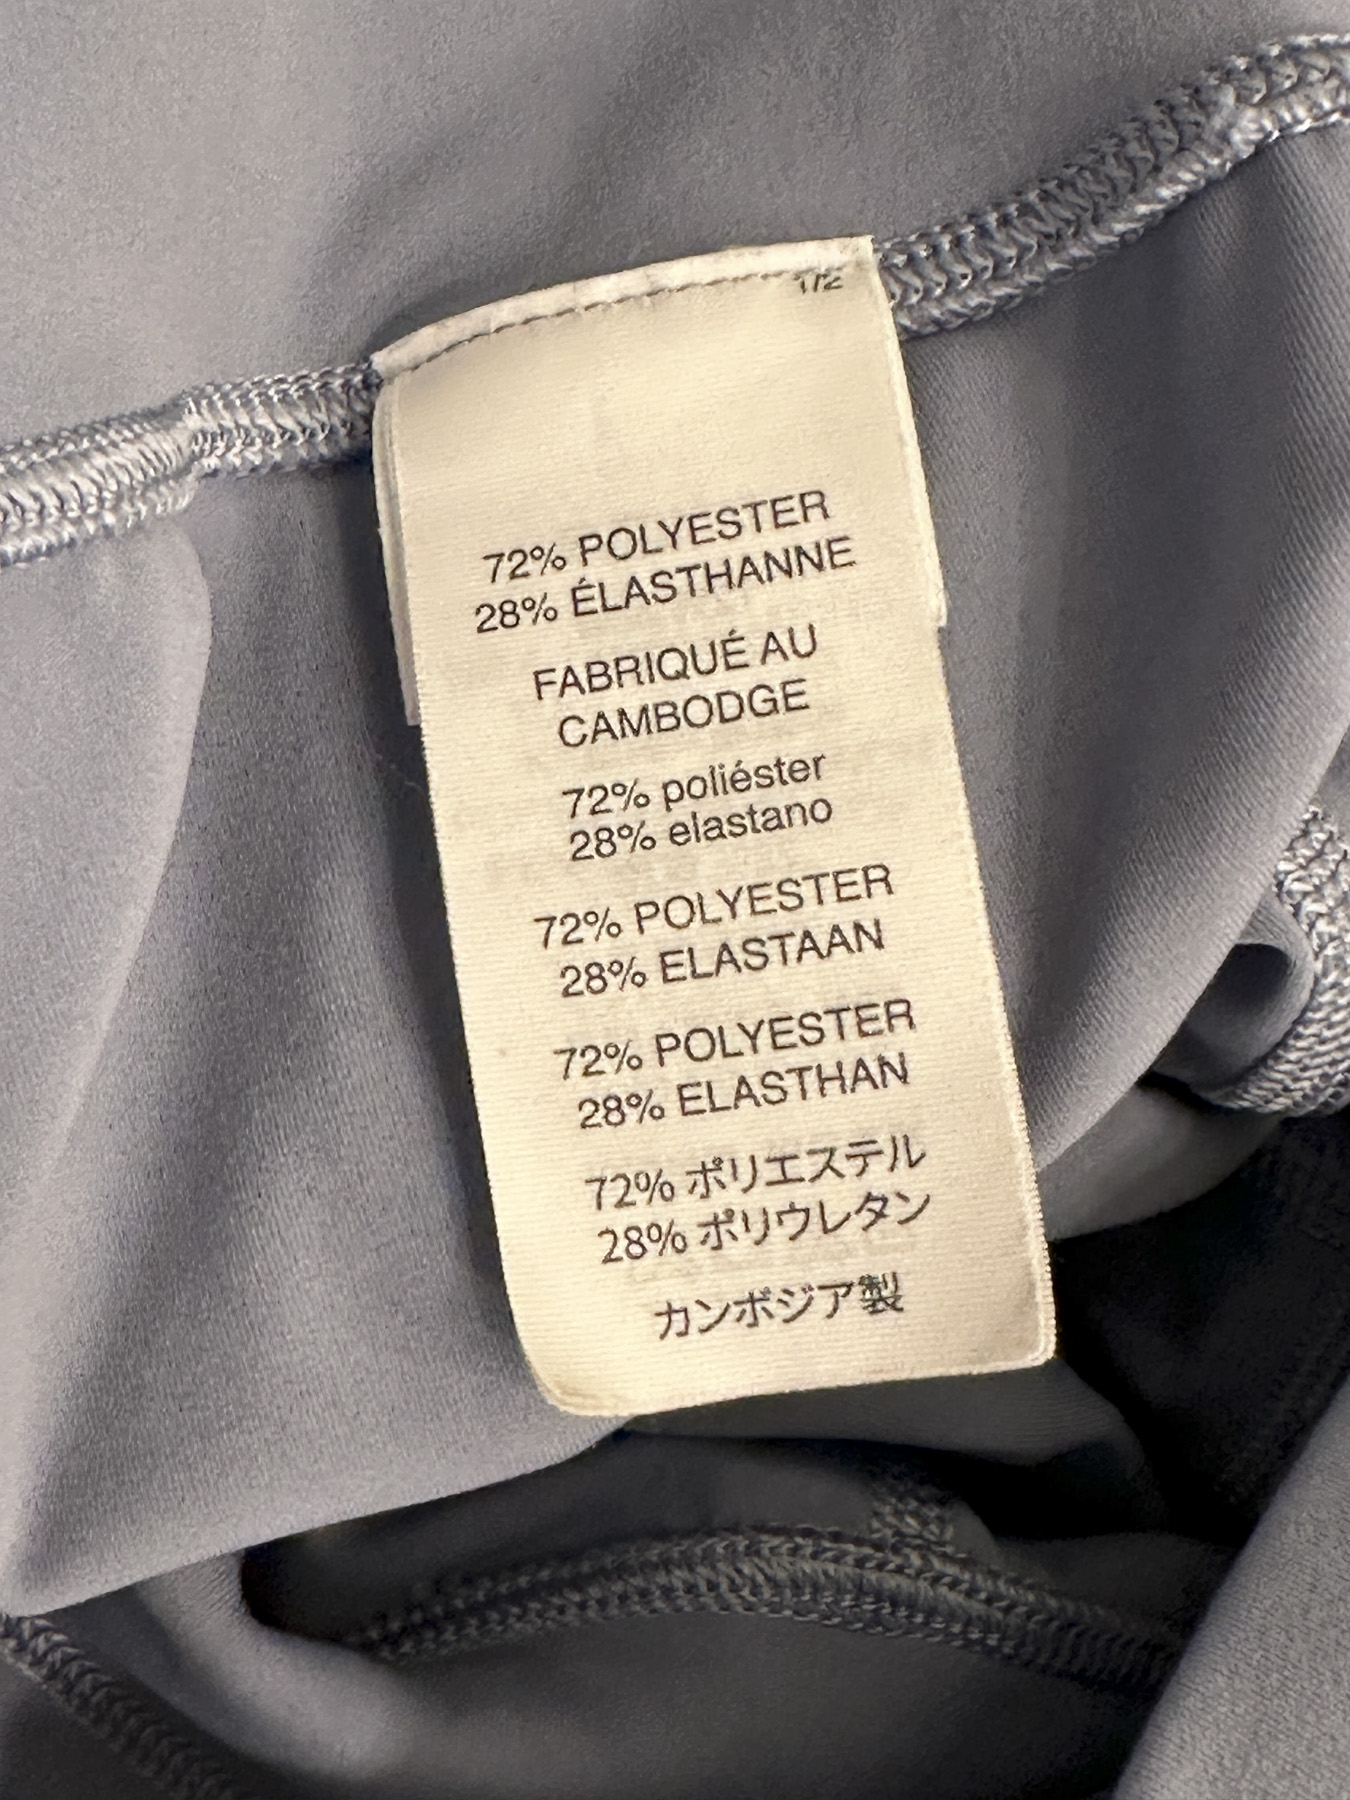 1/2
72% POLYESTER
28% ÉLASTHANNE
FABRIQUÉ AU
CAMBODGE
72% poliéster
28% elastano
72% POLYESTER
28% ELASTAAN
72% POLYESTER
28% ELASTHAN
72% ポリエステル
28% ポリウレタン
カンボジア製